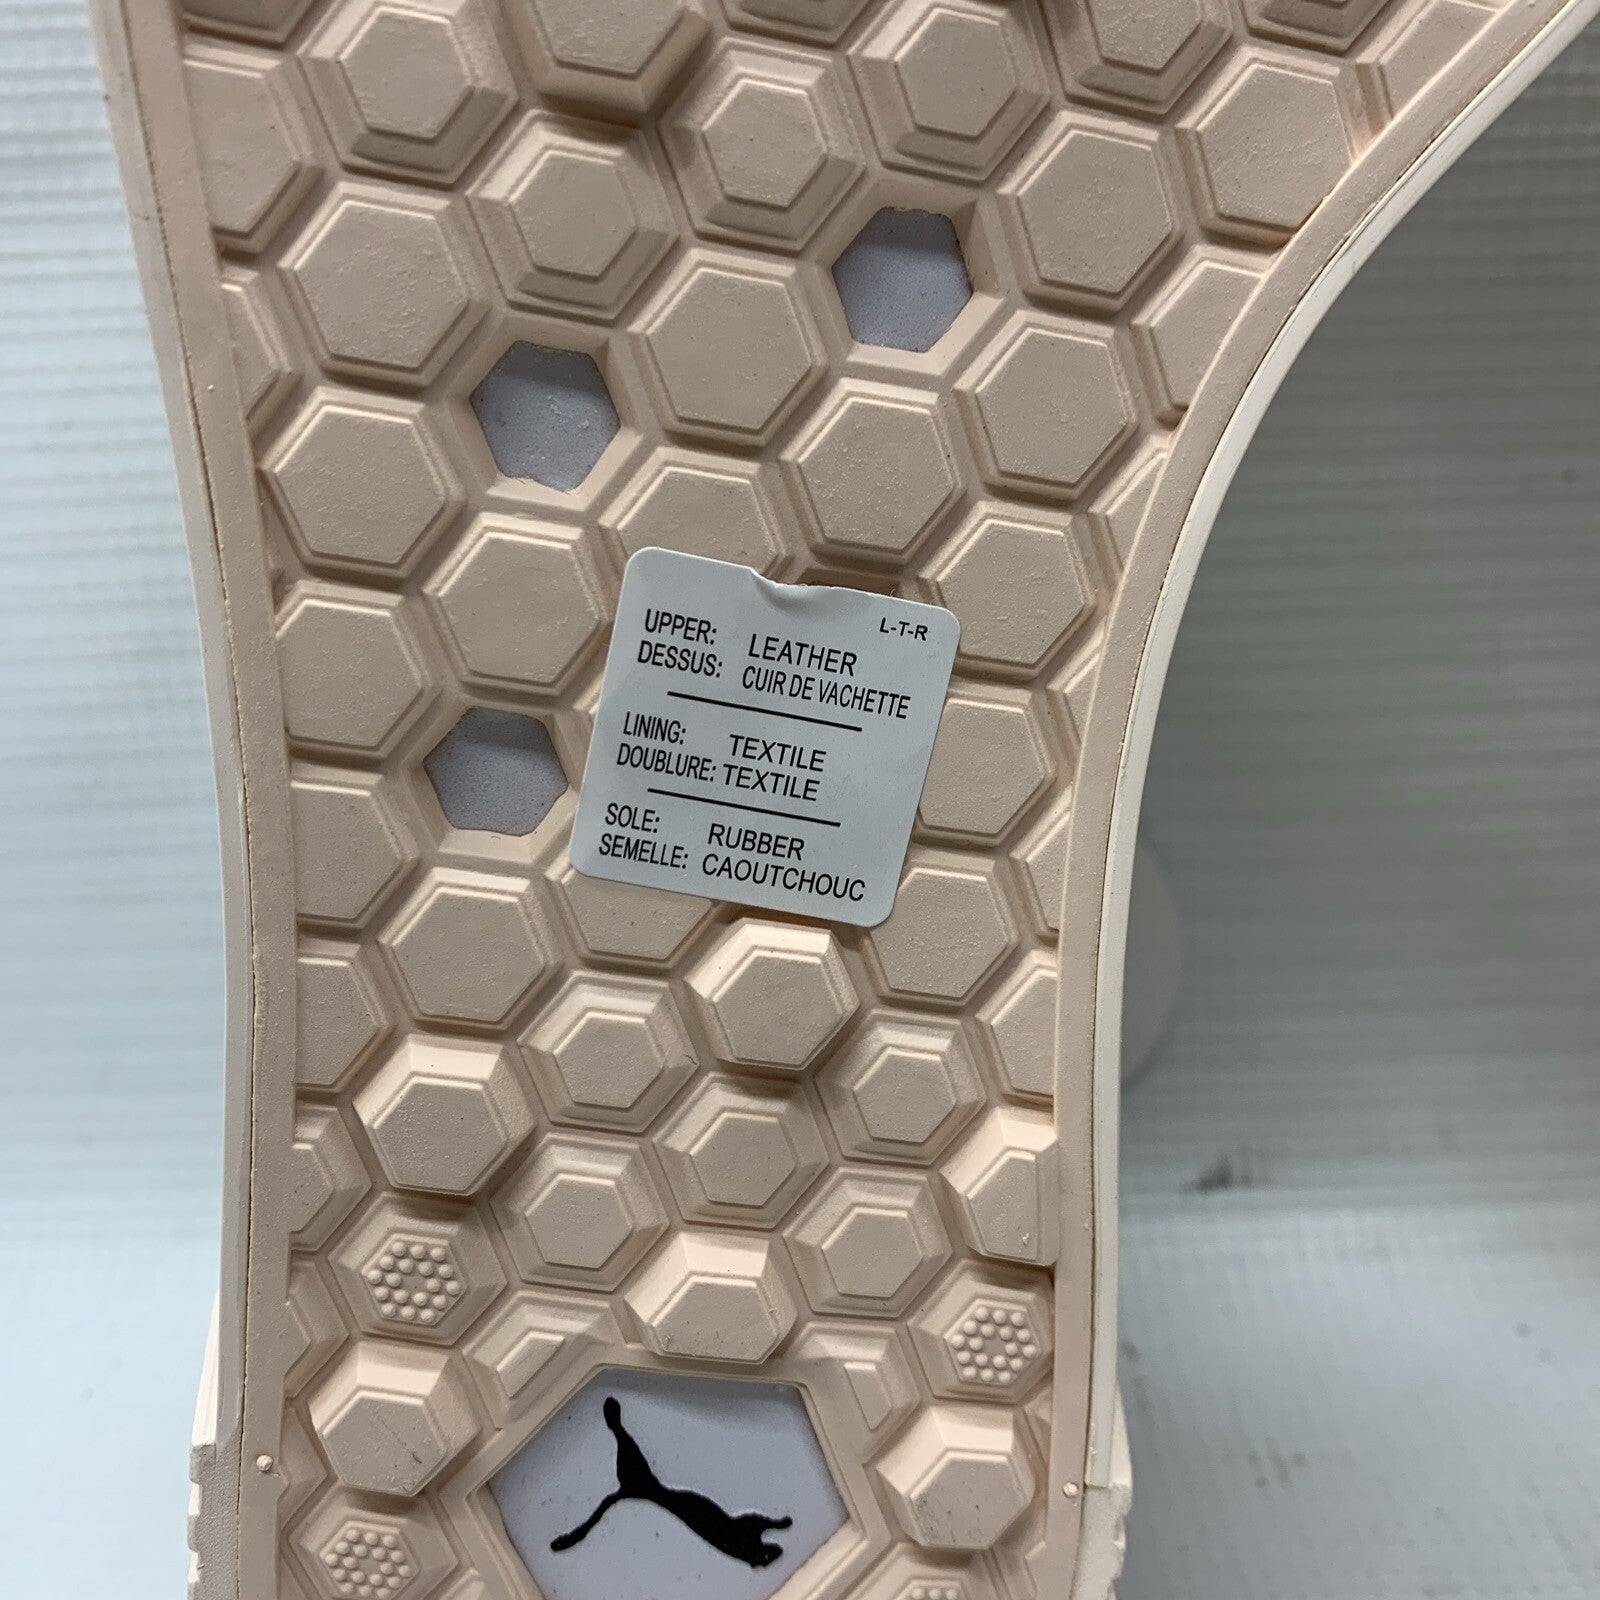 L-T-R
UPPER: LEATHER
DESSUS: CUIR DE VACHETTE
LINING: TEXTILE
DOUBLURE: TEXTILE
SOLE: RUBBER
SEMELLE: CAOUTCHOUC